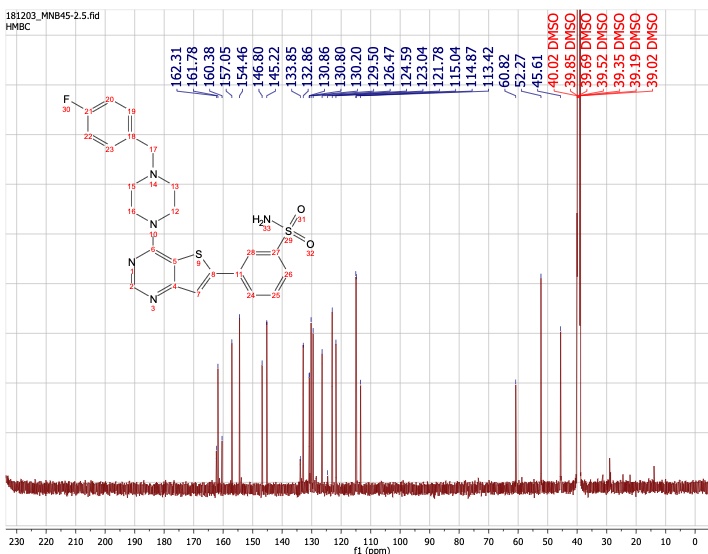 181203_MNB45-2.5.fid
HMBC
162.31
161.78
160.38
157.05
154.46
146.80
145.22
133.85
132.86
130.86
130.80
130.20
129.50
126.47
124.59
123.04
121.78
115.04
114.87
113.42
60.82
52.27
45.61
40.02 DMSO
39.85 DMSO
39.69 DMSO
39.52 DMSO
39.35 DMSO
39.19 DMSO
39.02 DMSO
F
30
20
21
19
22
18
23
17
N
14
15
13
16
12
10
N
H₂N
33
O
31
S
29
O
32
6
N
1
5
S
9
8
11
28
27
26
2
4
7
24
25
N
3
230 220 210 200 190 180 170 160 150 140 130 120 110 100 90 80 70 60 50 40 30 20 10 0
f1 (ppm)